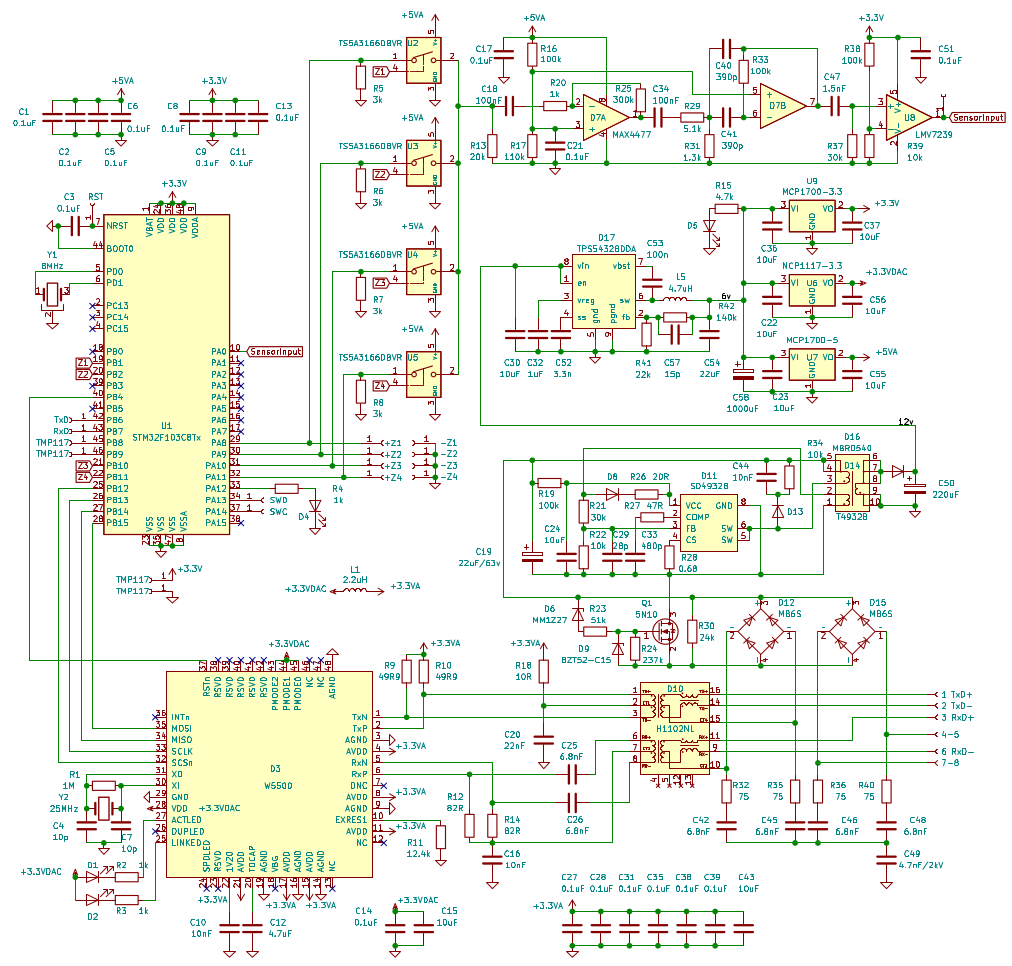 +5VA
+5VA
+3.3V
TS5A3166DBVR U2
C17
0.1uF
R16
100k
R38
100k
C51
0.1uF
C40
390p
R33
100k
+5VA
+3.3V
C1
0.1uF
C6
0.1uF
C8
0.1uF
C13
0.1uF
C2
0.1uF
C5
0.1uF
C9
0.1uF
C11
0.1uF
Z1
R5
3k
C18
100nF
R20
1k
R25
300k
C34
100nF
D7A
MAX4477
R29
5.1k
C41
390p
D7B
C47
1.5nF
U8
LMV7239
SensorInput
R13
20k
R17
110k
C21
0.1uF
R31
1.3k
R37
30k
R39
10k
+5VA
TS5A3166DBVR U3
Z2
R6
3k
C3
0.1uF
RST
+3.3V
NRST
BOOT0
VBAT
VDD
VDD
VDD
VDDA
Y1
8MHz
PD0
PD1
PC13
PC14
PC15
PB0
PB1
PB2
PB3
PB4
PB5
PB6
PB7
PB8
PB9
PB10
PB11
PB12
PB13
PB14
PB15
PA0
PA1
PA2
PA3
PA4
PA5
PA6
PA7
PA8
PA9
PA10
PA11
PA12
PA13
PA14
PA15
U1
STM32F103C8Tx
VSS
VSS
VSS
VSSA
SensorInput
Z1
Z2
TxD
RxD
TMP117
TMP117
Z3
Z4
+5VA
TS5A3166DBVR U4
Z3
R7
3k
+5VA
TS5A3166DBVR U5
Z4
R8
3k
+Z1
+Z2
+Z3
+Z4
-Z1
-Z2
-Z3
-Z4
SWD
SWC
R4
1k
D4
R15
4.7k
D5
U9
MCP1700-3.3
VI VO
GND
+3.3V
C36
10uF
C37
10uF
NCP1117-3.3
U6
VI VO
GND
+3.3VDAC
C22
10uF
C56
10uF
MCP1700-5
U7
VI VO
GND
+5VA
C58
1000uF
C23
10uF
C55
10uF
D17
TPS5432BDDA
vin
en
vreg
ss
vbst
sw
fb
gnd
pgnd
C53
100n
L5
4.7uH
6v
R42
140k
C30
10uF
C32
1uF
C52
3.3n
R41
22k
C57
15p
C54
22uF
12v
R19
100k
D8
R26 20R
R27 47R
R21
30k
R22
10k
C24
10uF
C29
28p
C33
480p
C19
22uF/63v
D11
SD4932B
VCC
COMP
FB
CS
GND
SW
SW
R28
0.68
C44
10nF
R34
10k
D13
D16
MBR0540
D14
T4932B
C50
220uF
TMP117
TMP117
+3.3V
L1
2.2uH
+3.3VDAC
+3.3VA
D6
MM1Z27
R23
51k
D9
BZT52-C15
R24
237k
Q1
5N10
R30
24k
D12
MB6S
D15
MB6S
+3.3VDAC
+3.3VA
R9
49R9
R10
49R9
+3.3VA
R18
10R
RSTn
RSVD
RSVD
RSVD
RSVD
RSVD
PMODE2
PMODE1
PMODE0
NC
NC
AGND
INTn
MOSI
MISO
SCLK
SCSn
XO
XI
GND
VDD
ACTLED
DUPLED
LINKED
D3
W5500
+3.3VDAC
TxN
TxP
AGND
AVDD
RxN
RxP
DNC
AVDD
AGND
EXRES1
AVDD
NC
SPDLED
RSVD
1V2O
AVDD
TOCAP
AGND
VBG
AVDD
AGND
AVDD
AGND
NC
+3.3VA
+3.3VA
+3.3VA
R1
1M
Y2
25MHz
C4
10p
C7
10p
+3.3VDAC
D1
R2
1k
D2
R3
1k
+3.3VA
+3.3VA
+3.3VA
C10
10nF
C12
4.7uF
R11
12.4k
R12
82R
R14
82R
C16
10nF
C20
22nF
C25
6.8nF
C26
6.8nF
D10
H1102NL
1 TxD+
2 TxD-
3 RxD+
4-5
6 RxD-
7-8
R32
75
R35
75
R36
75
R40
75
C42
6.8nF
C45
6.8nF
C46
6.8nF
C48
6.8nF
C49
4.7nF/2kV
C14
0.1uF
+3.3VDAC
C15
10uF
+3.3VA
C27
0.1uF
C28
0.1uF
C31
0.1uF
C35
0.1uF
C38
0.1uF
C39
0.1uF
C43
10uF